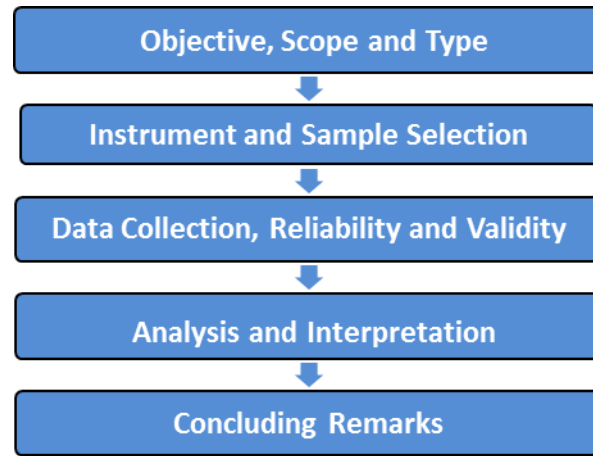 Objective, Scope and Type
Instrument and Sample Selection
Data Collection, Reliability and Validity
Analysis and Interpretation
Concluding Remarks